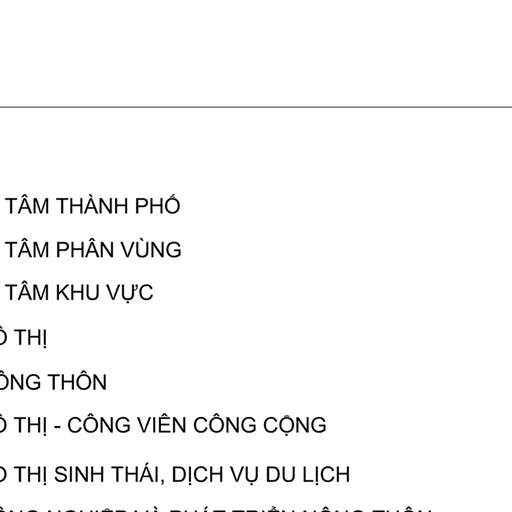 TÂM THÀNH PHỐ
TÂM PHÂN VÙNG
TÂM KHU VỰC
THỊ
THÔN
THỊ - CÔNG VIÊN CÔNG CỘNG
THỊ SINH THÁI, DỊCH VỤ DU LỊCH